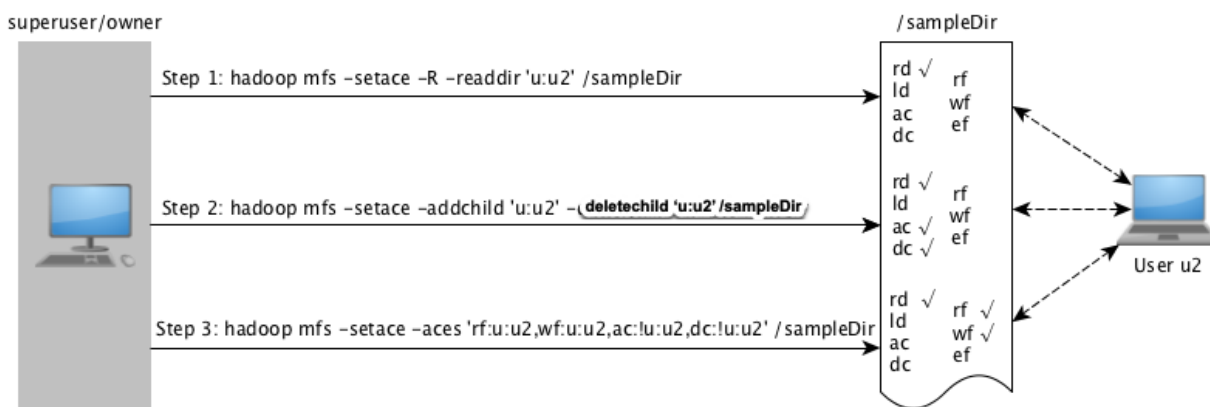 superuser/owner
/sampleDir
Step 1: hadoop mfs -setace -R -readdir 'u:u2' /sampleDir
rd √ rf
ld wf
ac ef
dc
Step 2: hadoop mfs -setace -addchild 'u:u2' -deletechild 'u:u2' /sampleDir
rd √ rf
ld wf
ac √ ef
dc √
User u2
Step 3: hadoop mfs -setace -aces 'rf:u:u2,wf:u:u2,ac:!u:u2,dc:!u:u2' /sampleDir
rd √ rf √
ld wf √
ac ef
dc